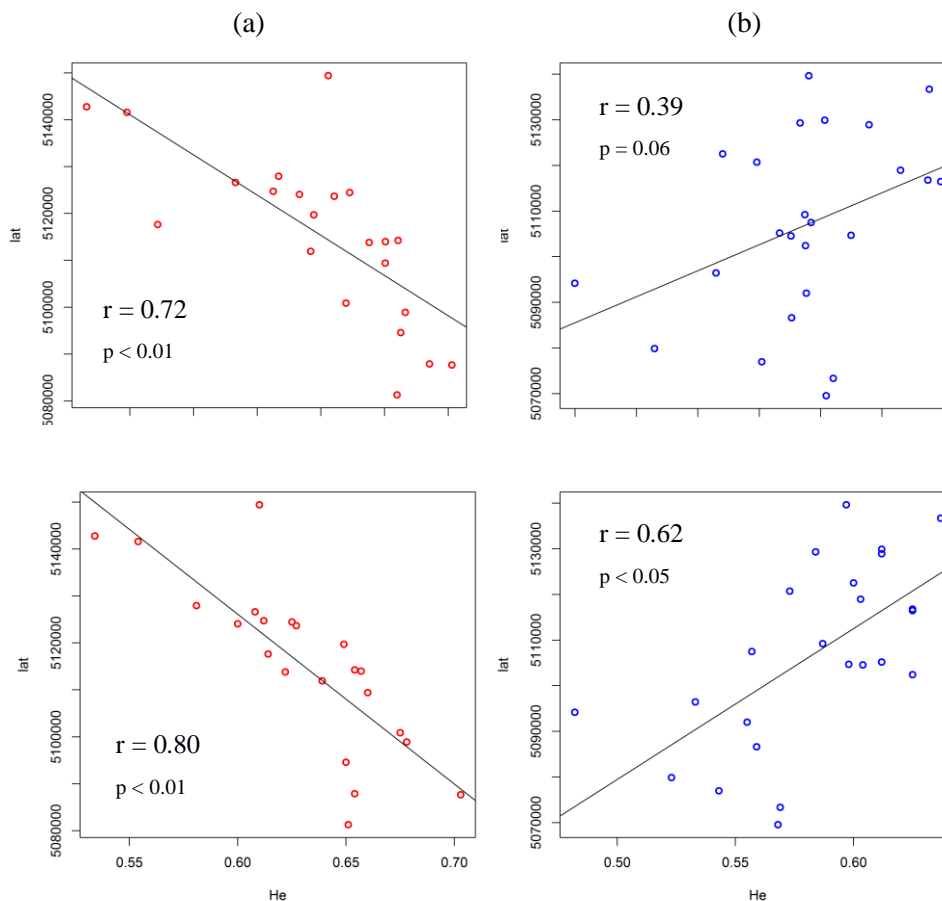 (a)
(b)
lat
5080000
5100000
5120000
5140000
r = 0.72
p < 0.01
lat
5070000
5090000
5110000
5130000
r = 0.39
p = 0.06
lat
5080000
5100000
5120000
5140000
r = 0.80
p < 0.01
0.55
0.60
0.65
0.70
He
lat
5070000
5090000
5110000
5130000
r = 0.62
p < 0.05
0.50
0.55
0.60
He